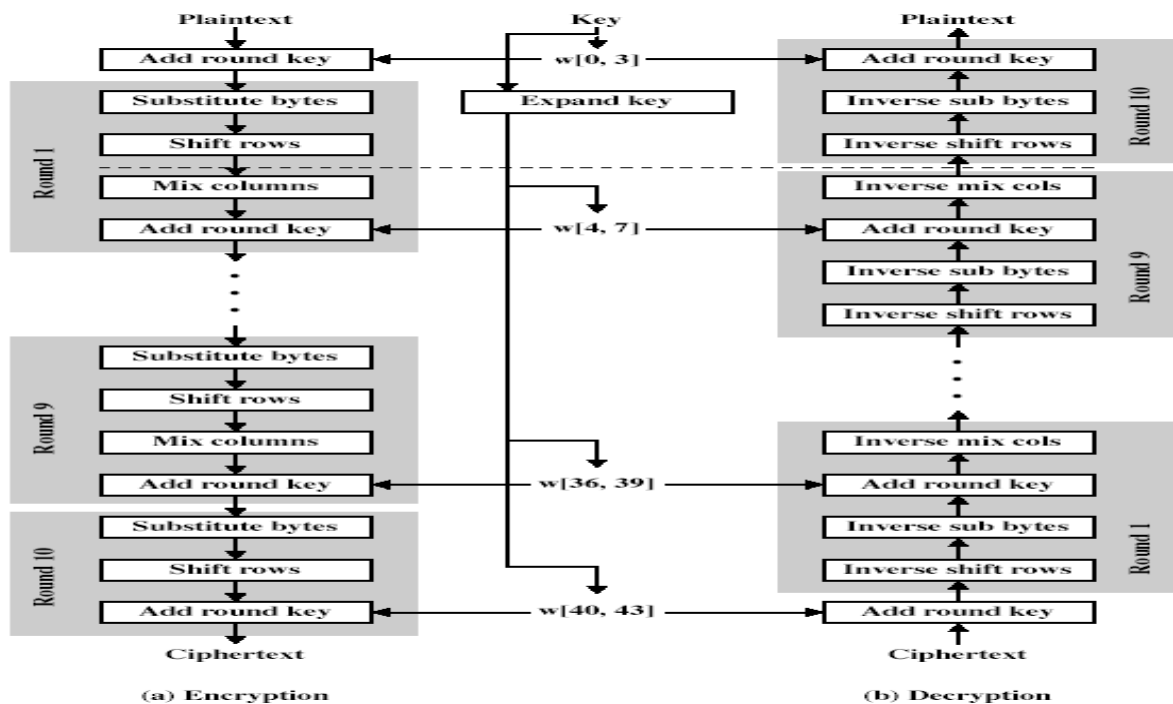 Plaintext
Add round key
Substitute bytes
Shift rows
Mix columns
Add round key
Round 1
Substitute bytes
Shift rows
Mix columns
Add round key
Round 9
Substitute bytes
Shift rows
Add round key
Round 10
Ciphertext
(a) Encryption
Key
w[0, 3]
Expand key
w[4, 7]
w[36, 39]
w[40, 43]
Plaintext
Add round key
Inverse sub bytes
Inverse shift rows
Round 10
Inverse mix cols
Add round key
Inverse sub bytes
Inverse shift rows
Round 9
Inverse mix cols
Add round key
Inverse sub bytes
Inverse shift rows
Round 1
Add round key
Ciphertext
(b) Decryption